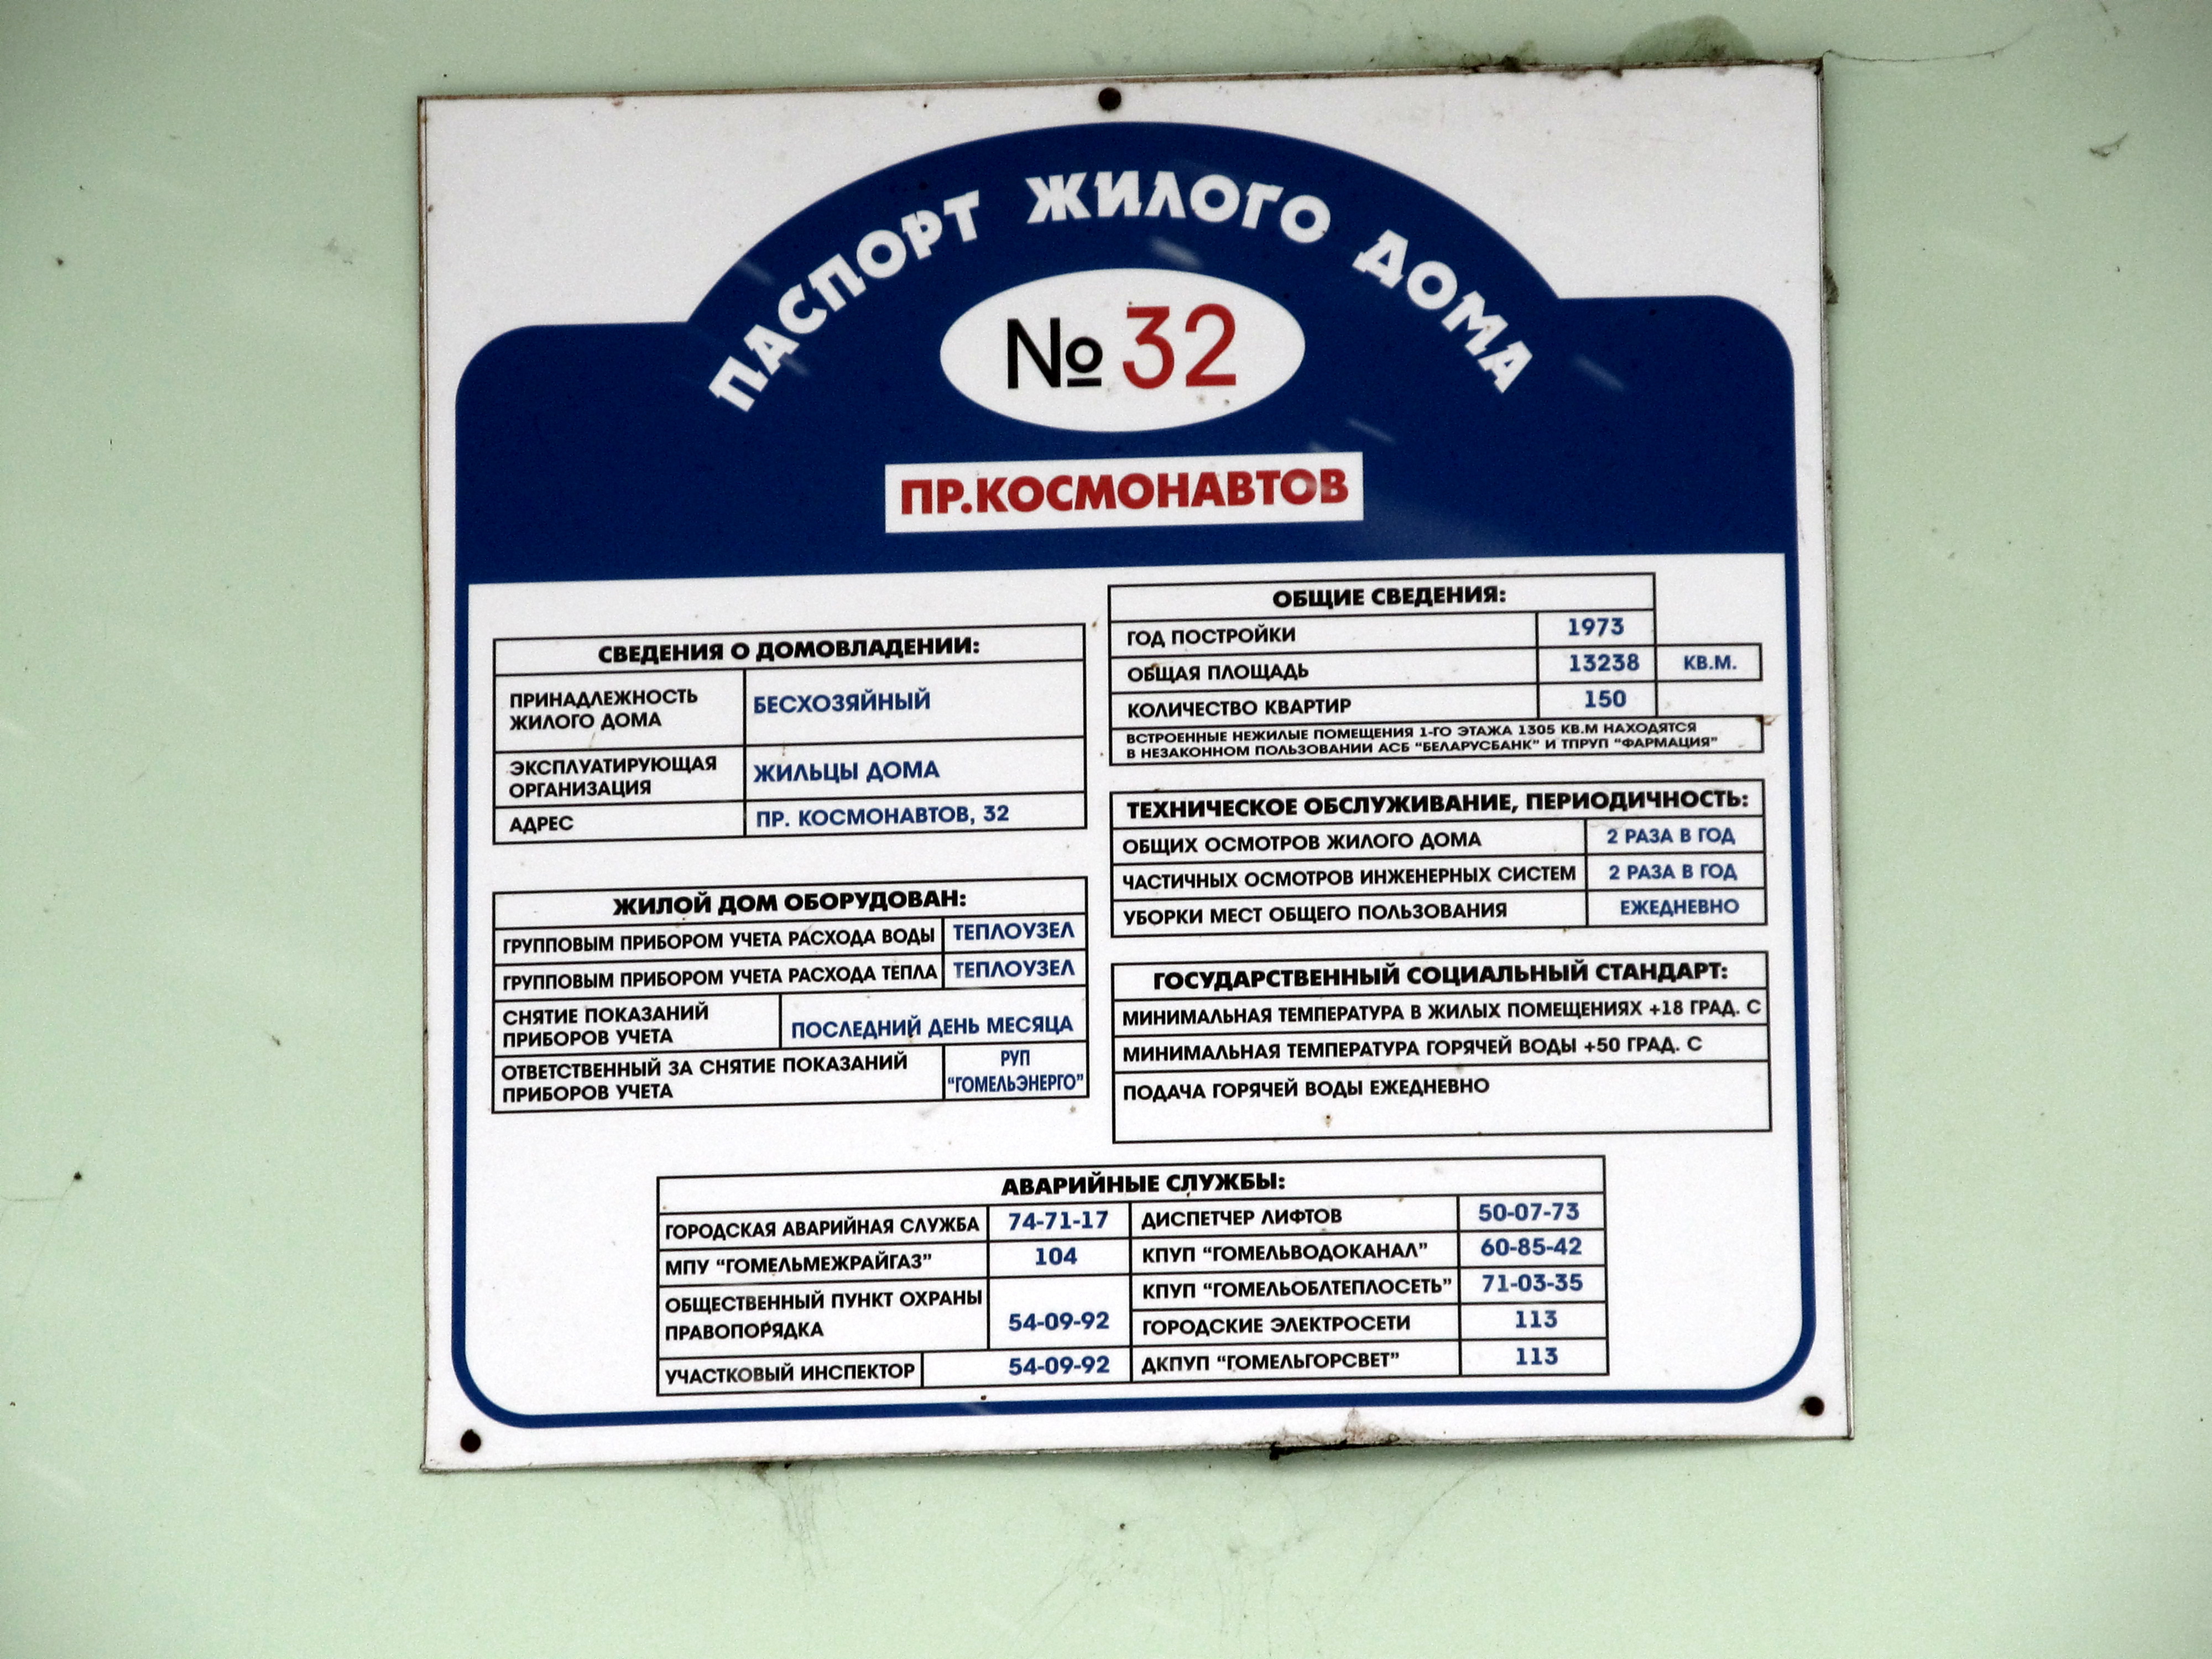 ПАСПОРТ ЖИЛОГО ДОМА
№ 32
ПР.КОСМОНАВТОВ
СВЕДЕНИЯ О ДОМОВЛАДЕНИИ:
ПРИНАДЛЕЖНОСТЬ
ЖИЛОГО ДОМА
БЕСХОЗЯЙНЫЙ
ЭКСПЛУАТИРУЮЩАЯ
ОРГАНИЗАЦИЯ
ЖИЛЬЦЫ ДОМА
АДРЕС
ПР. КОСМОНАВТОВ, 32
ЖИЛОЙ ДОМ ОБОРУДОВАН:
ГРУППОВЫМ ПРИБОРОМ УЧЕТА РАСХОДА ВОДЫ ТЕПЛОУЗЕЛ
ГРУППОВЫМ ПРИБОРОМ УЧЕТА РАСХОДА ТЕПЛА ТЕПЛОУЗЕЛ
СНЯТИЕ ПОКАЗАНИЙ
ПРИБОРОВ УЧЕТА
ПОСЛЕДНИЙ ДЕНЬ МЕСЯЦА
ОТВЕТСТВЕННЫЙ ЗА СНЯТИЕ ПОКАЗАНИЙ
ПРИБОРОВ УЧЕТА
РУП
"ГОМЕЛЬЭНЕРГО"
ОБЩИЕ СВЕДЕНИЯ:
ГОД ПОСТРОЙКИ 1973
ОБЩАЯ ПЛОЩАДЬ 13238 КВ.М.
КОЛИЧЕСТВО КВАРТИР 150
ВСТРОЕННЫЕ НЕЖИЛЫЕ ПОМЕЩЕНИЯ 1-ГО ЭТАЖА 1305 КВ.М НАХОДЯТСЯ
В НЕЗАКОННОМ ПОЛЬЗОВАНИИ АСБ "БЕЛАРУСБАНК" И ТПРУП "ФАРМАЦИЯ"
ТЕХНИЧЕСКОЕ ОБСЛУЖИВАНИЕ, ПЕРИОДИЧНОСТЬ:
ОБЩИХ ОСМОТРОВ ЖИЛОГО ДОМА 2 РАЗА В ГОД
ЧАСТИЧНЫХ ОСМОТРОВ ИНЖЕНЕРНЫХ СИСТЕМ 2 РАЗА В ГОД
УБОРКИ МЕСТ ОБЩЕГО ПОЛЬЗОВАНИЯ ЕЖЕДНЕВНО
ГОСУДАРСТВЕННЫЙ СОЦИАЛЬНЫЙ СТАНДАРТ:
МИНИМАЛЬНАЯ ТЕМПЕРАТУРА В ЖИЛЫХ ПОМЕЩЕНИЯХ +18 ГРАД. С
МИНИМАЛЬНАЯ ТЕМПЕРАТУРА ГОРЯЧЕЙ ВОДЫ +50 ГРАД. С
ПОДАЧА ГОРЯЧЕЙ ВОДЫ ЕЖЕДНЕВНО
АВАРИЙНЫЕ СЛУЖБЫ:
ГОРОДСКАЯ АВАРИЙНАЯ СЛУЖБА 74-71-17
МПУ "ГОМЕЛЬМЕЖРАЙГАЗ" 104
ОБЩЕСТВЕННЫЙ ПУНКТ ОХРАНЫ
ПРАВОПОРЯДКА 54-09-92
УЧАСТКОВЫЙ ИНСПЕКТОР 54-09-92
ДИСПЕТЧЕР ЛИФТОВ 50-07-73
КПУП "ГОМЕЛЬВОДОКАНАЛ" 60-85-42
КПУП "ГОМЕЛЬОБЛТЕПЛОСЕТЬ" 71-03-35
ГОРОДСКИЕ ЭЛЕКТРОСЕТИ 113
ДКПУП "ГОМЕЛЬГОРСВЕТ" 113